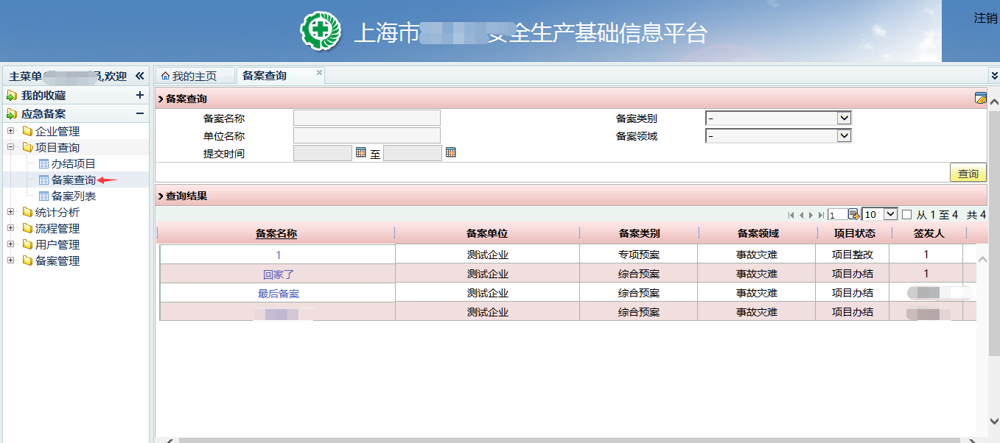 上海市 安全生产基础信息平台
注销
主菜单 员,欢迎
我的收藏
应急备案
企业管理
项目查询
办结项目
备案查询
备案列表
统计分析
流程管理
用户管理
备案管理
我的主页 备案查询
备案查询
备案名称 备案类别 -
单位名称 备案领域 -
提交时间 至
查询
查询结果
1 10 从 1 至 4 共 4
备案名称 备案单位 备案类别 备案领域 项目状态 签发人
1 测试企业 专项预案 事故灾难 项目整改 1
回家了 测试企业 综合预案 事故灾难 项目办结 1
最后备案 测试企业 综合预案 事故灾难 项目办结
测试企业 综合预案 事故灾难 项目办结